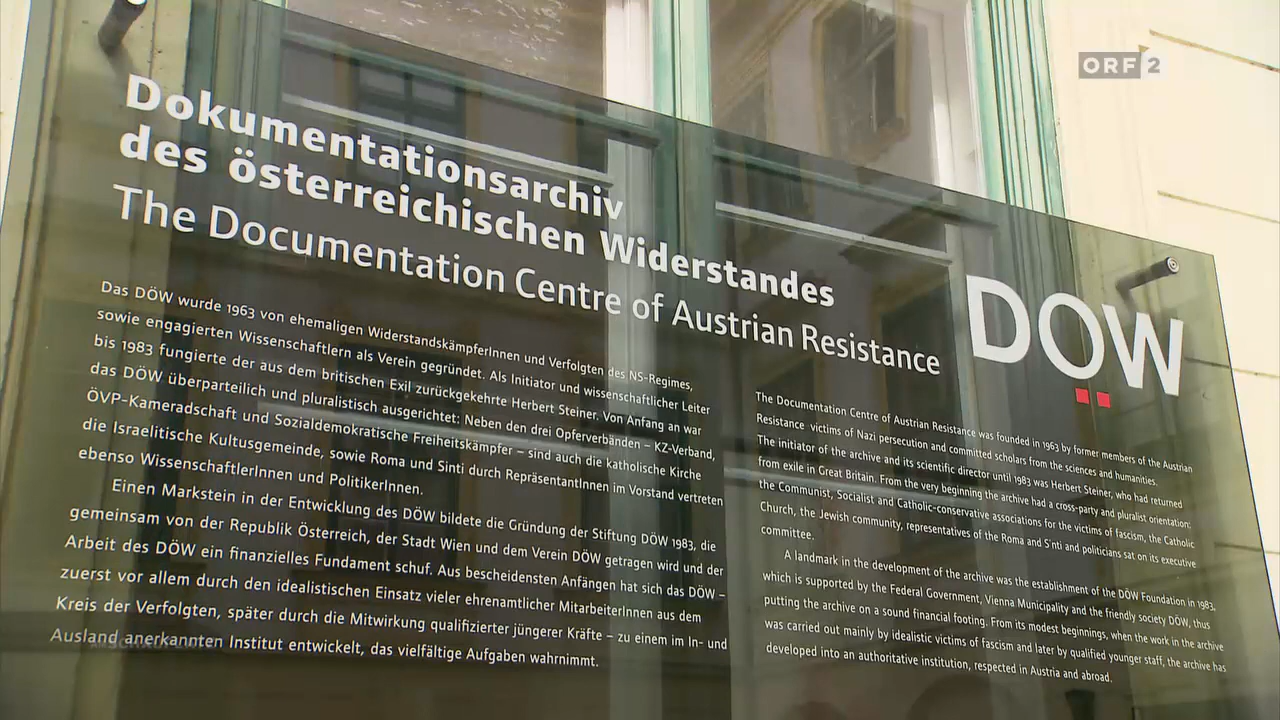 ORF 2
Dokumentationsarchiv
des österreichischen Widerstandes
The Documentation Centre of Austrian Resistance
DÖW
Das DÖW wurde 1963 von ehemaligen WiderstandskämpferInnen und Verfolgten des NS-Regimes,
sowie engagierten Wissenschaftlern als Verein gegründet. Als Initiator und wissenschaftlicher Leiter
bis 1983 fungierte der aus dem britischen Exil zurückgekehrte Herbert Steiner. Von Anfang an war
das DÖW überparteilich und pluralistisch ausgerichtet: Neben den drei Opferverbänden – KZ-Verband,
ÖVP-Kameradschaft und Sozialdemokratische Freiheitskämpfer – sind auch die katholische Kirche
die Israelitische Kultusgemeinde, sowie Roma und Sinti durch RepräsentantInnen im Vorstand vertreten
ebenso WissenschaftlerInnen und PolitikerInnen.
Einen Markstein in der Entwicklung des DÖW bildete die Gründung der Stiftung DÖW 1983, die
gemeinsam von der Republik Österreich, der Stadt Wien und dem Verein DÖW getragen wird und der
Arbeit des DÖW ein finanzielles Fundament schuf. Aus bescheidensten Anfängen hat sich das DÖW –
zuerst vor allem durch den idealistischen Einsatz vieler ehrenamtlicher MitarbeiterInnen aus dem
Kreis der Verfolgten, später durch die Mitwirkung qualifizierter jüngerer Kräfte – zu einem im In- und
Ausland anerkannten Institut entwickelt, das vielfältige Aufgaben wahrnimmt.
The Documentation Centre of Austrian Resistance was founded in 1963 by former members of the Austrian
Resistance victims of Nazi persecution and committed scholars from the sciences and humanities.
The initiator of the archive and its scientific director until 1983 was Herbert Steiner, who had returned
from exile in Great Britain. From the very beginning the archive had a cross-party and pluralist orientation:
the Communist, Socialist and Catholic-conservative associations for the victims of fascism, the Catholic
Church, the Jewish community, representatives of the Roma and S'nti and politicians sat on its executive
committee.
A landmark in the development of the archive was the establishment of the DÖW Foundation in 1983,
which is supported by the Federal Government, Vienna Municipality and the friendly society DÖW, thus
putting the archive on a sound financial footing. From its modest beginnings, when the work in the archive
was carried out mainly by idealistic victims of fascism and later by qualified younger staff, the archive has
developed into an authoritative institution, respected in Austria and abroad.